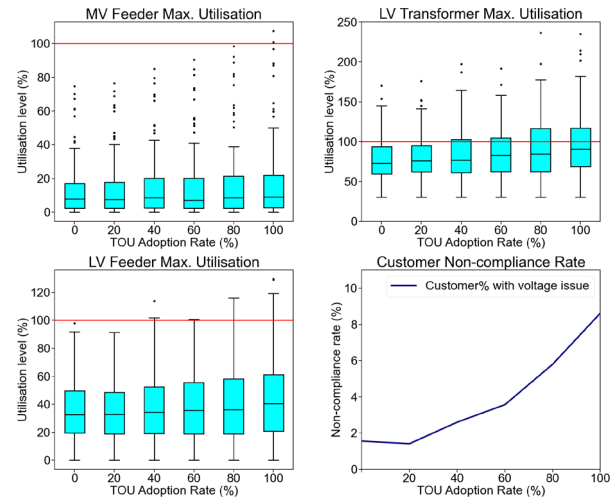 MV Feeder Max. Utilisation
Utilisation level (%)
100
80
60
40
20
0
0 20 40 60 80 100
TOU Adoption Rate (%)
LV Transformer Max. Utilisation
Utilisation level (%)
250
200
150
100
50
0
0 20 40 60 80 100
TOU Adoption Rate (%)
LV Feeder Max. Utilisation
Utilisation level (%)
120
100
80
60
40
20
0
0 20 40 60 80 100
TOU Adoption Rate (%)
Customer Non-compliance Rate
Customer% with voltage issue
Non-compliance rate (%)
10
8
6
4
2
0
20 40 60 80 100
TOU Adoption Rate (%)